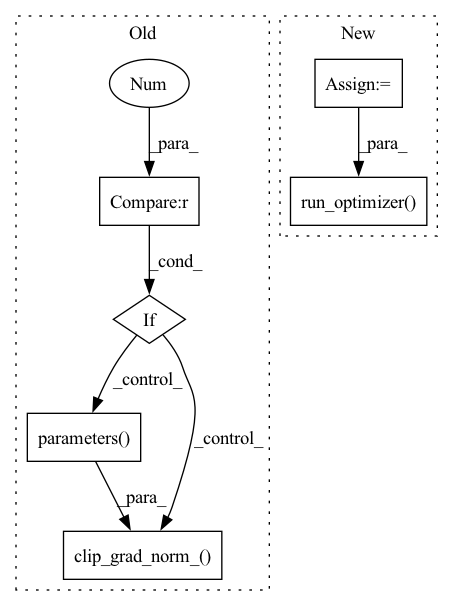 Old
New
Num
Assign:=
_para_
_para_
Compare:r
run_optimizer()
_cond_
If
_control_
_control_
parameters()
_para_
clip_grad_norm_()